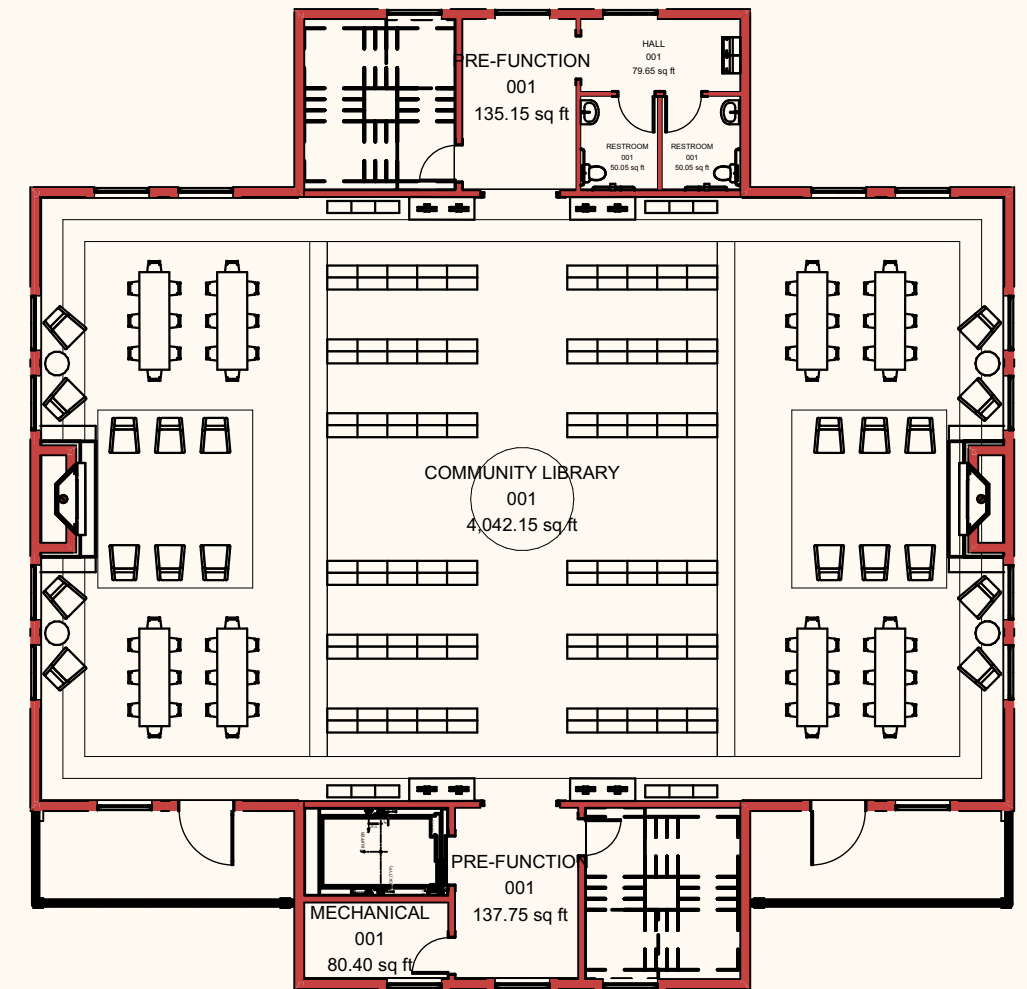 PRE-FUNCTION
001
135.15 sq ft
HALL
001
79.65 sq ft
RESTROOM
001
50.05 sq ft
RESTROOM
001
50.05 sq ft
COMMUNITY LIBRARY
001
4,042.15 sq ft
PRE-FUNCTION
001
137.75 sq ft
MECHANICAL
001
80.40 sq ft